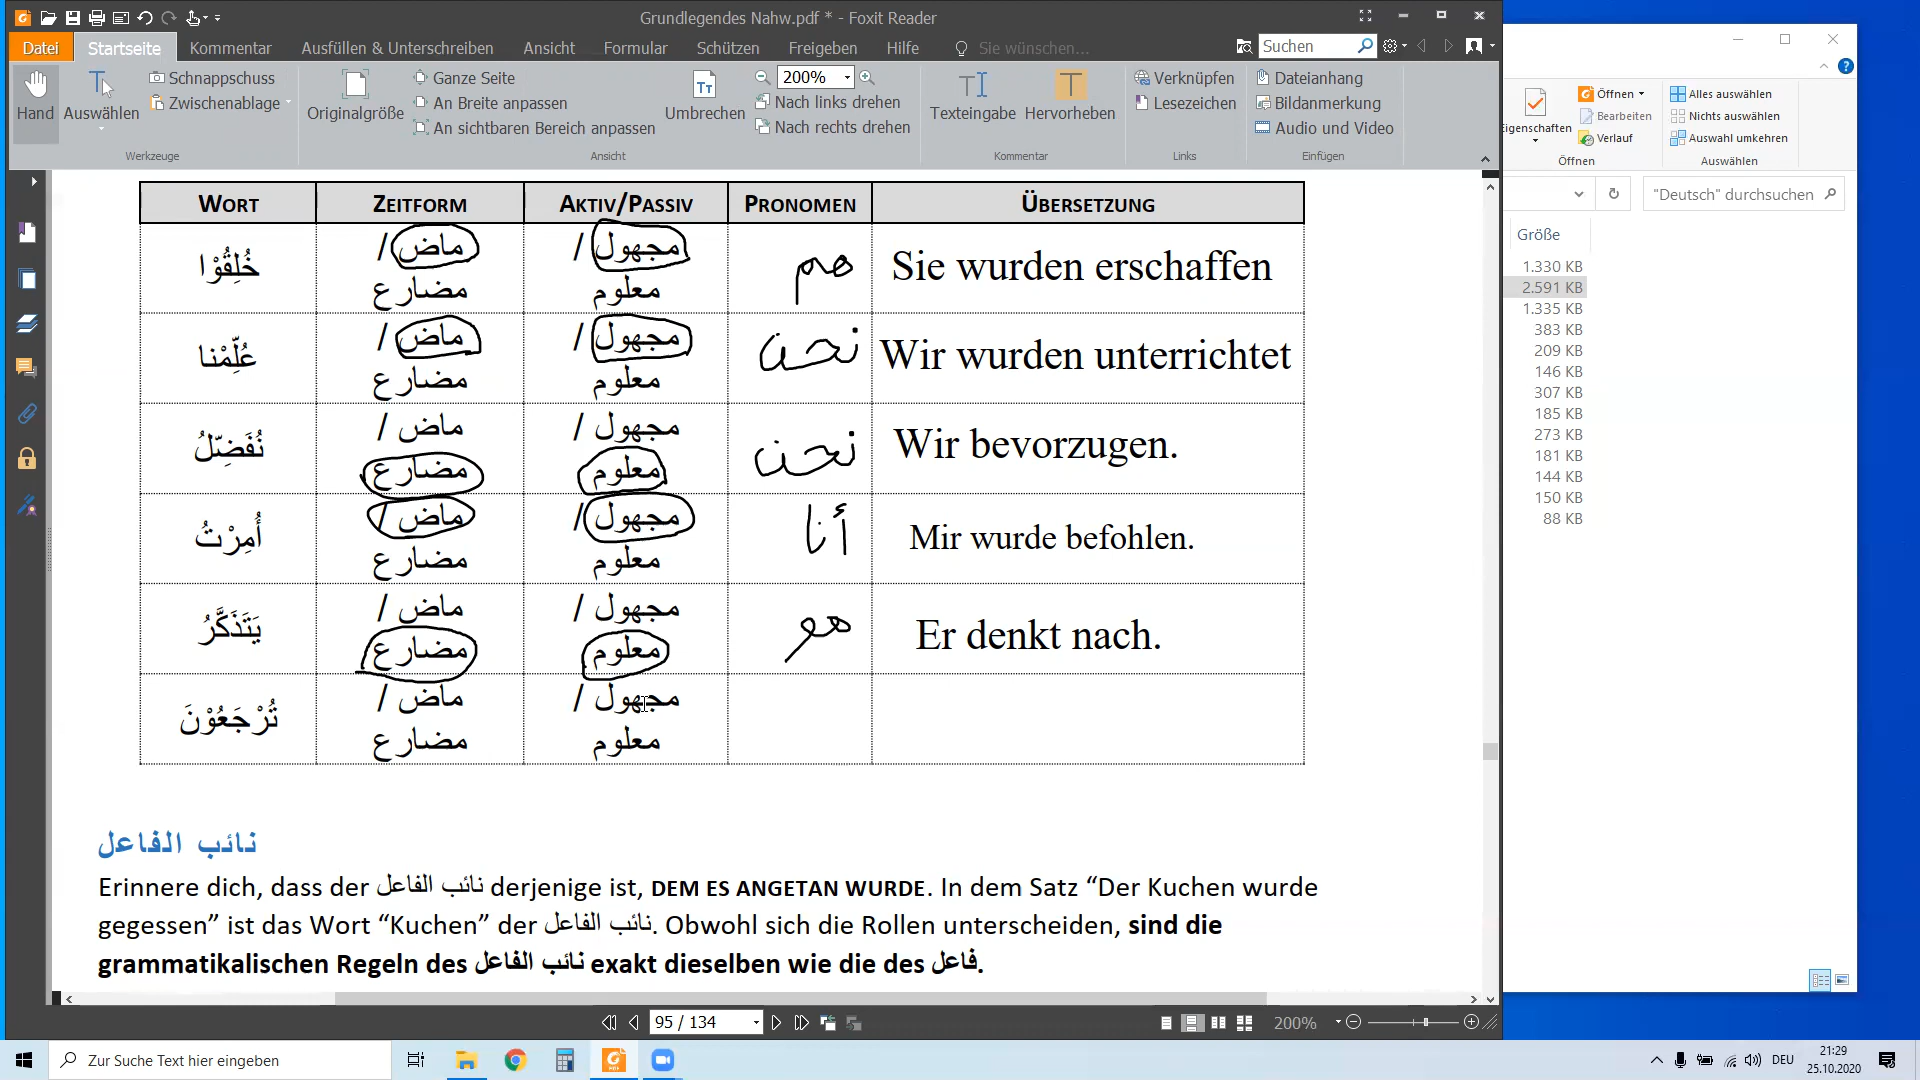 Grundlegendes Nahw.pdf * - Foxit Reader
Datei Startseite Kommentar Ausfüllen & Unterschreiben Ansicht Formular Schützen Freigeben Hilfe Sie wünschen... Suchen
Hand Auswählen Schnappschuss Zwischenablage Originalgröße Ganze Seite An Breite anpassen An sichtbaren Bereich anpassen Umbrechen 200% Nach links drehen Nach rechts drehen Texteingabe Hervorheben Verknüpfen Lesezeichen Dateianhang Bildanmerkung Audio und Video
Werkzeuge Ansicht Kommentar Links Einfügen
WORT ZEITFORM AKTIV/PASSIV PRONOMEN ÜBERSETZUNG
خُلِقُوْا ماض / مضارع مجهول / معلوم هم Sie wurden erschaffen
عُلِّمْنا ماض / مضارع مجهول / معلوم نحن Wir wurden unterrichtet
نُفَضِّلُ ماض / مضارع مجهول / معلوم نحن Wir bevorzugen.
أُمِرْتُ ماض / مضارع مجهول / معلوم أنا Mir wurde befohlen.
يَتَذَكَّرُ ماض / مضارع مجهول / معلوم هو Er denkt nach.
تُرْجَعُوْنَ ماض / مضارع مجهول / معلوم
نائب الفاعل
Erinnere dich, dass der نائب الفاعل derjenige ist, DEM ES ANGETAN WURDE. In dem Satz “Der Kuchen wurde
gegessen” ist das Wort “Kuchen” der نائب الفاعل. Obwohl sich die Rollen unterscheiden, sind die
grammatikalischen Regeln des نائب الفاعل exakt dieselben wie die des فاعل.
95 / 134
200%
Öffnen
Bearbeiten
Verlauf
Öffnen
Alles auswählen
Nichts auswählen
Auswahl umkehren
Auswählen
"Deutsch" durchsuchen
Größe
1.330 KB
2.591 KB
1.335 KB
383 KB
209 KB
146 KB
307 KB
185 KB
273 KB
181 KB
144 KB
150 KB
88 KB
Zur Suche Text hier eingeben
DEU
21:29
25.10.2020